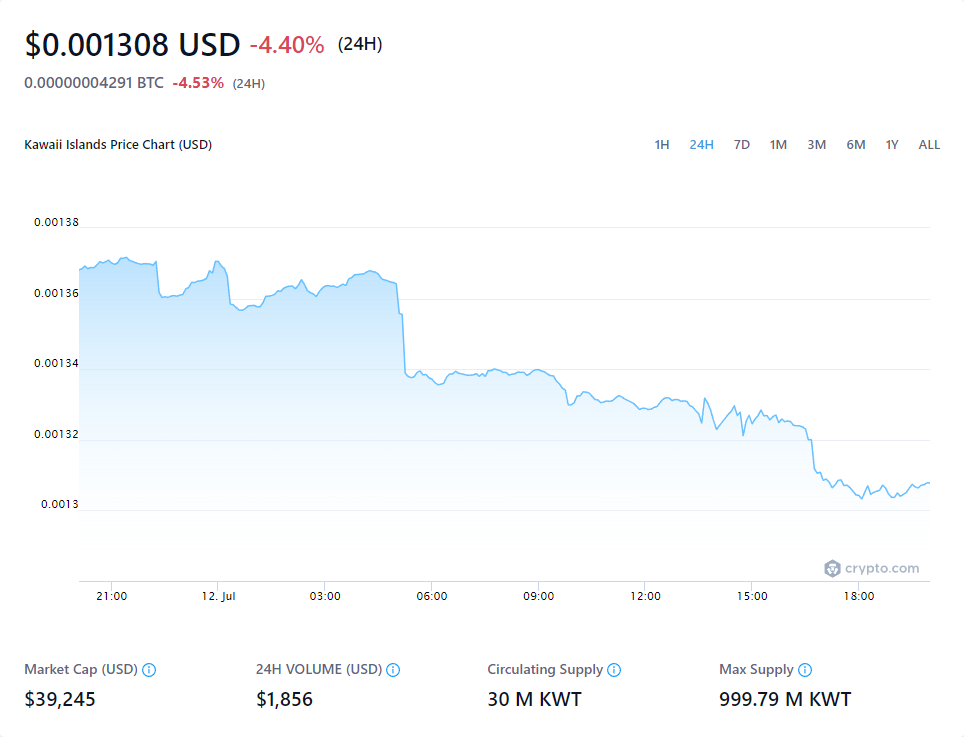 $0.001308 USD -4.40% (24H)
0.00000004291 BTC -4.53% (24H)
Kawaii Islands Price Chart (USD) 1H 24H 7D 1M 3M 6M 1Y ALL
0.00138
0.00136
0.00134
0.00132
0.0013
crypto.com
21:00 12. Jul 03:00 06:00 09:00 12:00 15:00 18:00
Market Cap (USD) 24H VOLUME (USD) Circulating Supply Max Supply
$39,245 $1,856 30 M KWT 999.79 M KWT